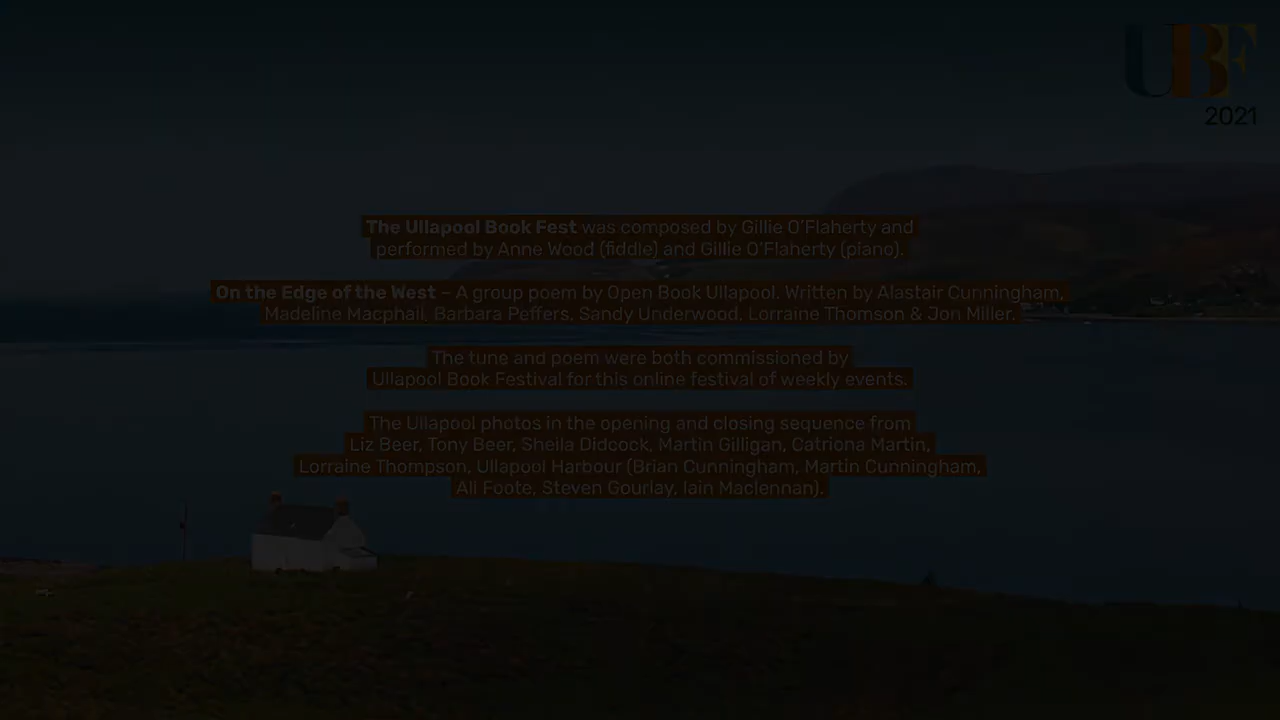 UBF
2021
The Ullapool Book Fest was composed by Gillie O'Flaherty and
performed by Anne Wood (fiddle) and Gillie O'Flaherty (piano).
On the Edge of the West – A group poem by Open Book Ullapool. Written by Alastair Cunningham,
Madeline Macphail, Barbara Peffers, Sandy Underwood, Lorraine Thomson & Jon Miller.
The tune and poem were both commissioned by
Ullapool Book Festival for this online festival of weekly events.
The Ullapool photos in the opening and closing sequence from
Liz Beer, Tony Beer, Sheila Didcock, Martin Gilligan, Catriona Martin,
Lorraine Thompson, Ullapool Harbour (Brian Cunningham, Martin Cunningham,
Ali Foote, Steven Gourlay, Iain Maclennan).